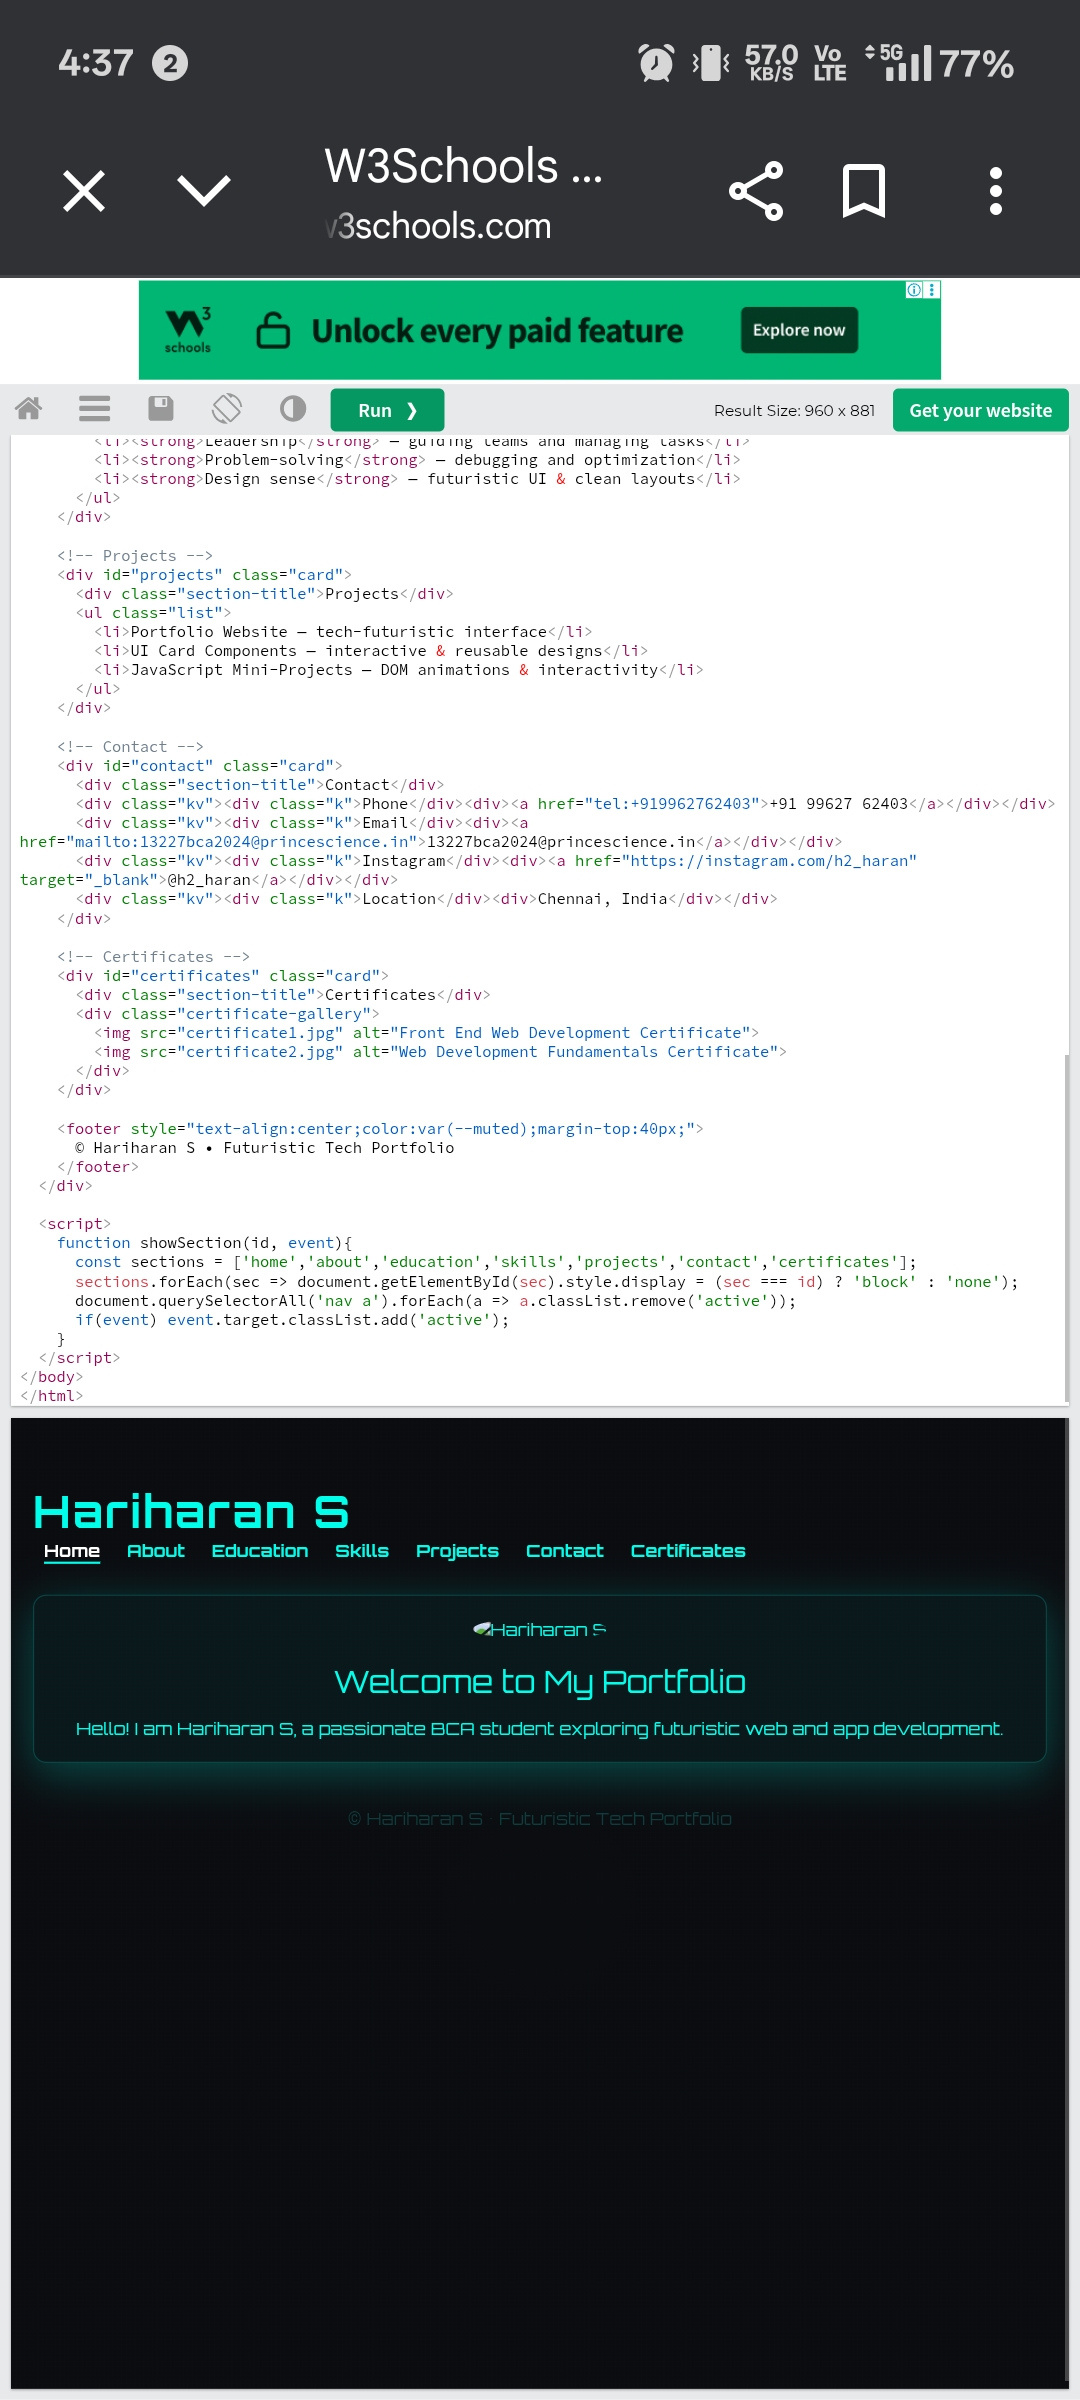 4:37 2 57.0 KB/S Vo LTE 5G 77%
W3Schools ...
w3schools.com
W3 schools Unlock every paid feature Explore now
Run ❯ Result Size: 960 x 881 Get your website
<li><strong>Leadership</strong> — guiding teams and managing tasks</li>
<li><strong>Problem-solving</strong> — debugging and optimization</li>
<li><strong>Design sense</strong> — futuristic UI & clean layouts</li>
</ul>
</div>
<!-- Projects -->
<div id="projects" class="card">
<div class="section-title">Projects</div>
<ul class="list">
<li>Portfolio Website — tech-futuristic interface</li>
<li>UI Card Components — interactive & reusable designs</li>
<li>JavaScript Mini-Projects — DOM animations & interactivity</li>
</ul>
</div>
<!-- Contact -->
<div id="contact" class="card">
<div class="section-title">Contact</div>
<div class="kv"><div class="k">Phone</div><div><a href="tel:+919962762403">+91 99627 62403</a></div></div>
<div class="kv"><div class="k">Email</div><div><a
href="mailto:13227bca2024@princescience.in">13227bca2024@princescience.in</a></div></div>
<div class="kv"><div class="k">Instagram</div><div><a href="https://instagram.com/h2_haran"
target="_blank">@h2_haran</a></div></div>
<div class="kv"><div class="k">Location</div><div>Chennai, India</div></div>
</div>
<!-- Certificates -->
<div id="certificates" class="card">
<div class="section-title">Certificates</div>
<div class="certificate-gallery">
<img src="certificate1.jpg" alt="Front End Web Development Certificate">
<img src="certificate2.jpg" alt="Web Development Fundamentals Certificate">
</div>
</div>
<footer style="text-align:center;color:var(--muted);margin-top:40px;">
© Hariharan S • Futuristic Tech Portfolio
</footer>
</div>
<script>
function showSection(id, event){
const sections = ['home','about','education','skills','projects','contact','certificates'];
sections.forEach(sec => document.getElementById(sec).style.display = (sec === id) ? 'block' : 'none');
document.querySelectorAll('nav a').forEach(a => a.classList.remove('active'));
if(event) event.target.classList.add('active');
}
</script>
</body>
</html>
Hariharan S
Home About Education Skills Projects Contact Certificates
Hariharan S
Welcome to My Portfolio
Hello! I am Hariharan S, a passionate BCA student exploring futuristic web and app development.
© Hariharan S · Futuristic Tech Portfolio